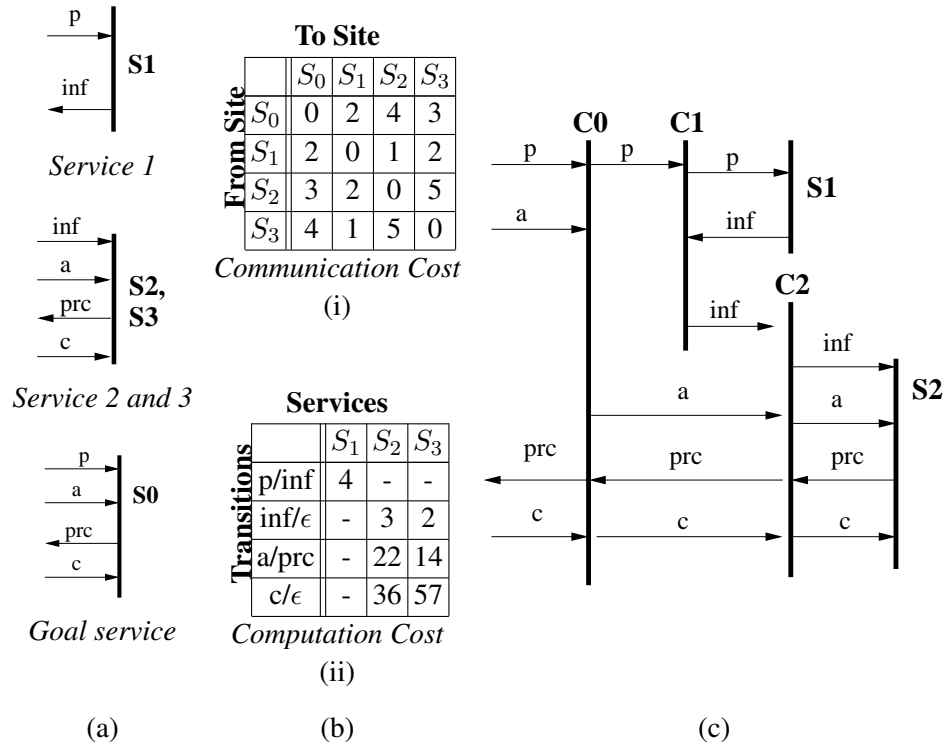 p
S1
inf
Service 1
inf
a
S2,
S3
prc
c
Service 2 and 3
p
a
S0
prc
c
Goal service
(a)
To Site
From Site
S₀ S₁ S₂ S₃
S₀ 0 2 4 3
S₁ 2 0 1 2
S₂ 3 2 0 5
S₃ 4 1 5 0
Communication Cost
(i)
Services
Transitions
S₁ S₂ S₃
p/inf 4 - -
inf/ϵ - 3 2
a/prc - 22 14
c/ϵ - 36 57
Computation Cost
(ii)
(b)
C0 C1
p p p
S1
a inf
C2
inf
inf
S2
a a
prc prc prc
c c c
(c)